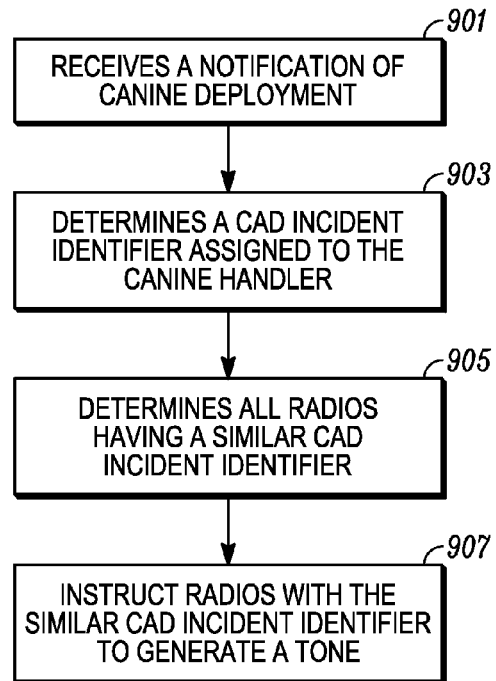 901
RECEIVES A NOTIFICATION OF
CANINE DEPLOYMENT
903
DETERMINES A CAD INCIDENT
IDENTIFIER ASSIGNED TO THE
CANINE HANDLER
905
DETERMINES ALL RADIOS
HAVING A SIMILAR CAD
INCIDENT IDENTIFIER
907
INSTRUCT RADIOS WITH THE
SIMILAR CAD INCIDENT IDENTIFIER
TO GENERATE A TONE